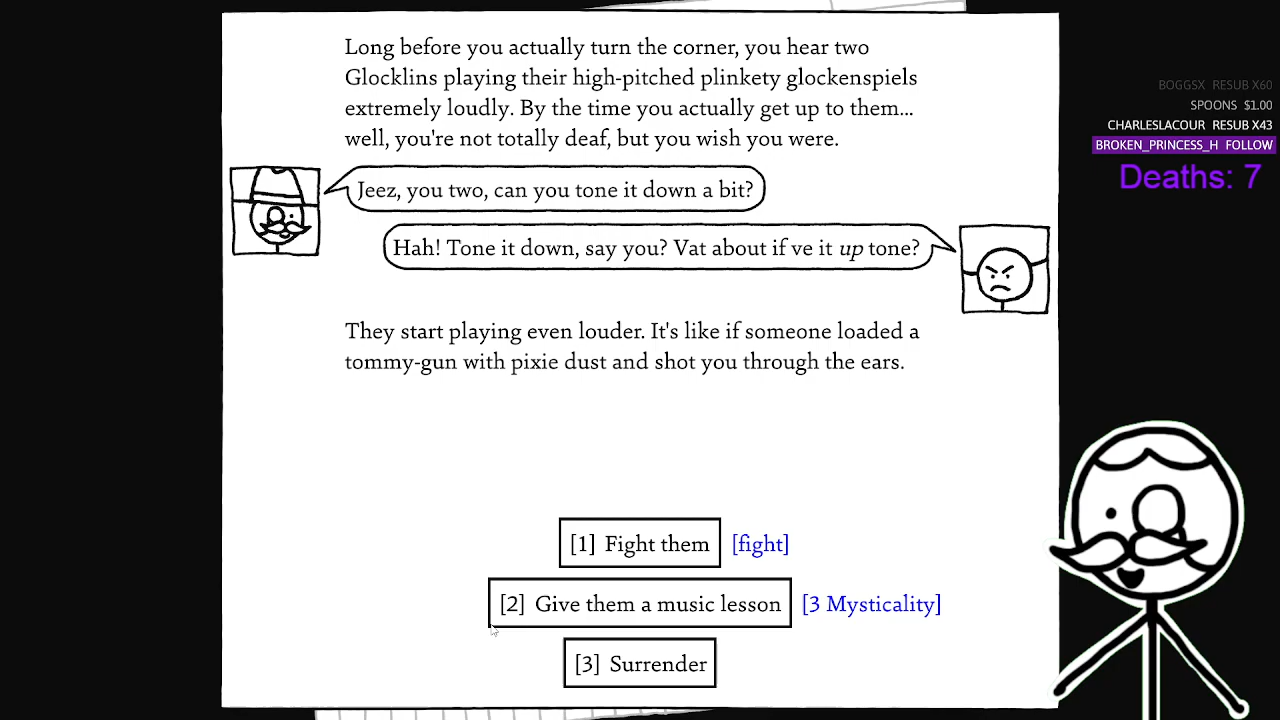 Long before you actually turn the corner, you hear two
Glocklins playing their high-pitched plinkety glockenspiels
extremely loudly. By the time you actually get up to them...
well, you're not totally deaf, but you wish you were.
Jeez, you two, can you tone it down a bit?
Hah! Tone it down, say you? Vat about if ve it up tone?
They start playing even louder. It's like if someone loaded a
tommy-gun with pixie dust and shot you through the ears.
[1] Fight them [fight]
[2] Give them a music lesson [3 Mysticality]
[3] Surrender
BOGGSX RESUB X60
SPOONS $1.00
CHARLESLACOUR RESUB X43
BROKEN_PRINCESS_H FOLLOW
Deaths: 7